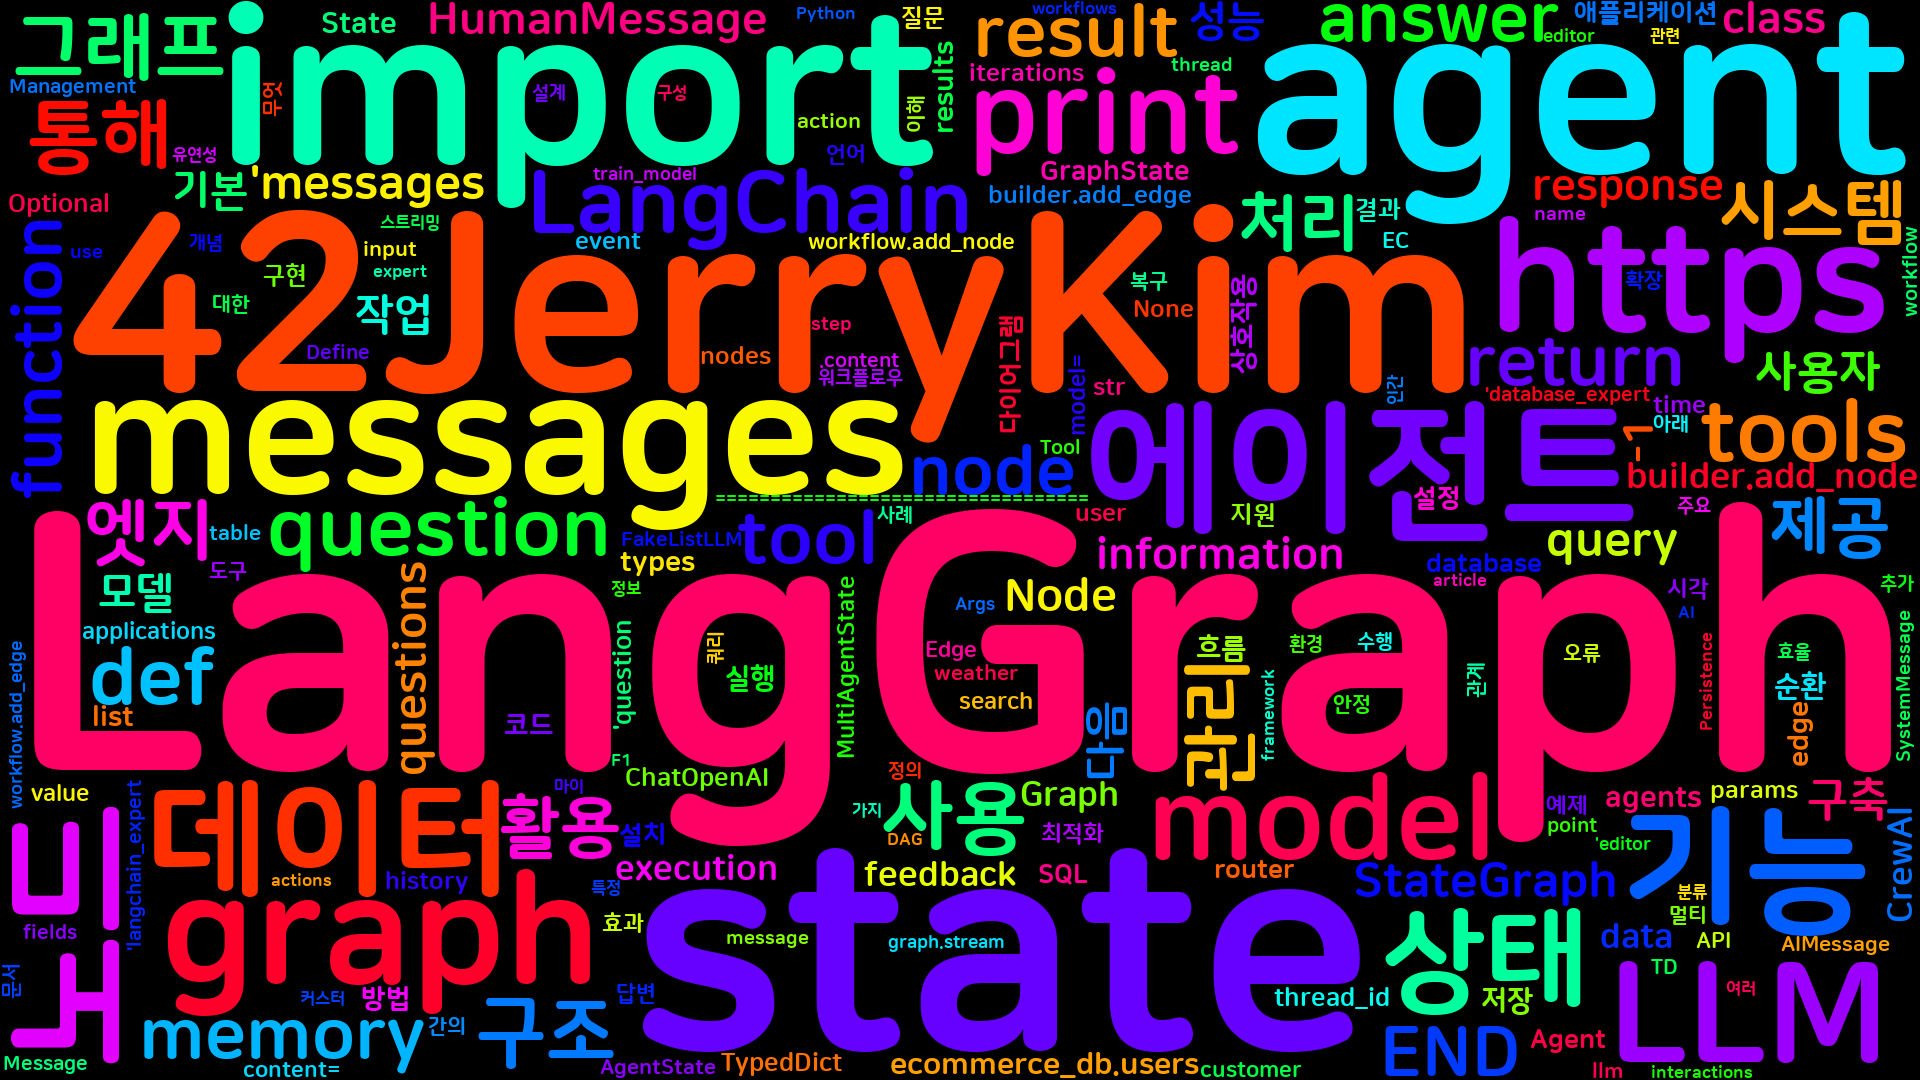 그래프
State
HumanMessage
Python
질문
result
workflows
성능
answer
애플리케이션
editor
관련
class
Management
import
무엇
설계
구성
action
언어
이해
results
iterations
thread
print
agent
통해
유연성
기본
'messages
train_model
LangChain
GraphState
builder.add_edge
response
시스템
Optional
function
use
개념
스트리밍
input
expert
구현
대한
작업
Define
event
workflow.add_node
처리
결과
EC
name
https
확장
workflow
42JerryKim
복구
None
상호작용
step
nodes
.content
워크플로우
다이어그램
model=
str
인간
return
사용자
'database_expert
time
아래
-1
tools
messages
node
Tool
에이전트
설정
builder.add_node
================================
엣지
table
question
도구
FakeListLLM
types
tool
사례
user
지원
information
database
article
query
주요
제공
모델
applications
def
list
questions
정보
'question
쿼리
실행
MultiAgentState
Args
Node
Edge
weather
search
흐름
환경
수행
안정
관계
오류
시각
AI
추가
효율
순환
SystemMessage
Persistence
edge
workflow.add_edge
LangGraph
코드
다음
관리
framework
value
F1
ChatOpenAI
정의
비
'langchain_expert
데이터
활용
마이
설치
가지
사용
DAG
Graph
최적화
model
예제
point
agents
params
구축
'editor
기능
CrewAI
actions
history
execution
feedback
SQL
router
StateGraph
분류
멀티
API
fields
graph
특정
효과
message
state
graph.stream
상태
data
AIMessage
TD
노
문서
커스터
방법
답변
thread_id
저장
여러
LLM
Message
memory
간의
구조
content=
AgentState
TypedDict
ecommerce_db.users
customer
END
Agent
llm
interactions